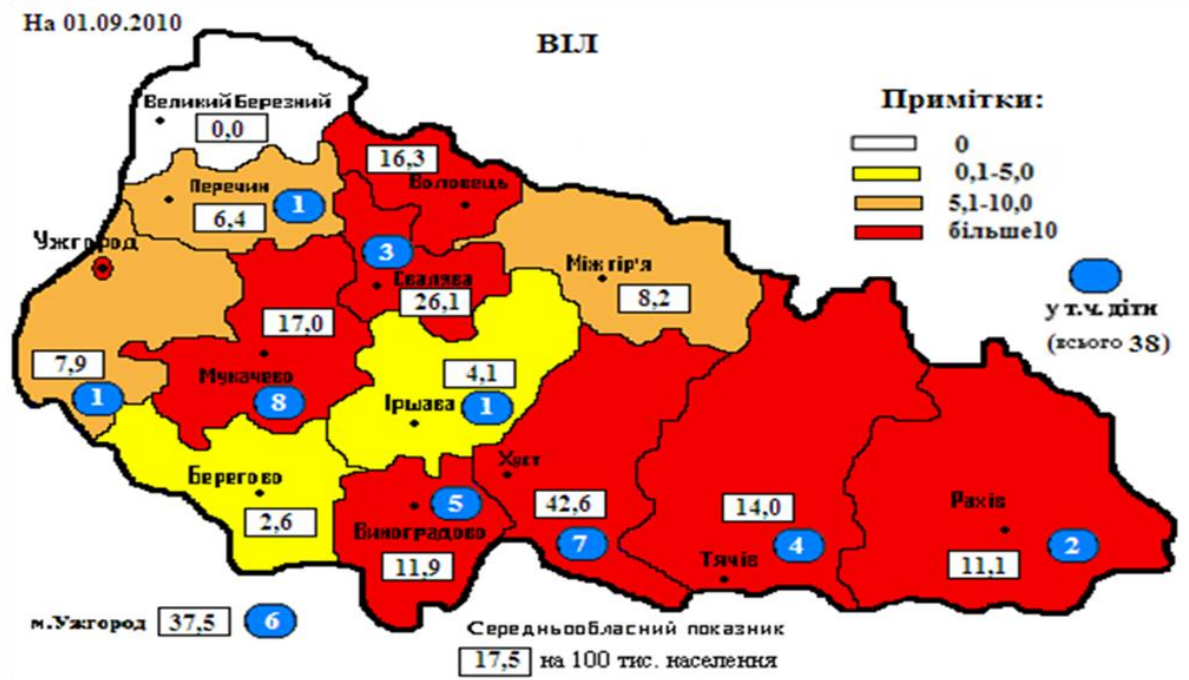 На 01.09.2010
ВІЛ
Примітки:
0
0,1-5,0
5,1-10,0
більше10
у т.ч. діти
(всього 38)
Великий Березний
0,0
16,3
Воловець
Перечин
1
6,4
Ужгород
3
Свалява
26,1
Міжгір'я
8,2
17,0
7,9
1
Мукачево
8
4,1
Іршава
1
Берегово
2,6
5
Виноградово
11,9
Хуст
42,6
7
14,0
4
Тячів
Рахів
11,1
2
м.Ужгород 37,5 6
Середньообласний показник
17,5 на 100 тис. населення